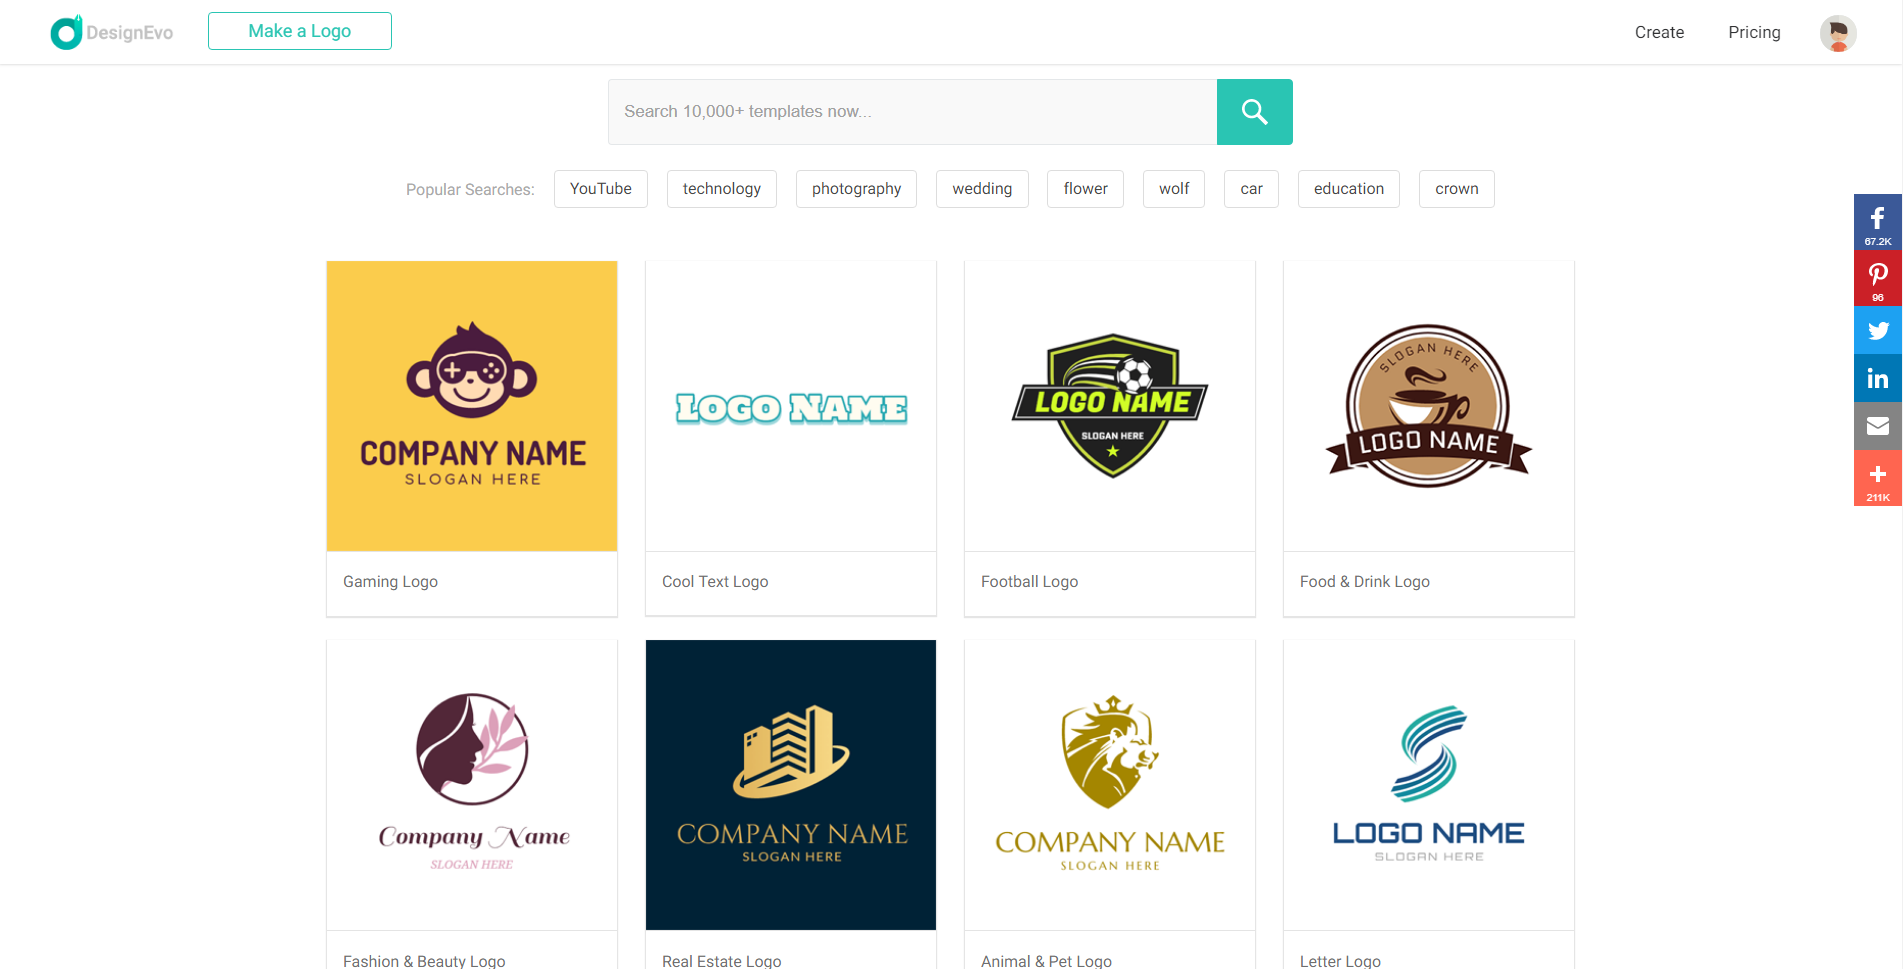 DesignEvo
Make a Logo
Create
Pricing
Search 10,000+ templates now...
Popular Searches:
YouTube
technology
photography
wedding
flower
wolf
car
education
crown
67.2K
96
in
211K
COMPANY NAME
SLOGAN HERE
Gaming Logo
LOGO NAME
Cool Text Logo
LOGO NAME
SLOGAN HERE
Football Logo
SLOGAN HERE
LOGO NAME
Food & Drink Logo
Company Name
SLOGAN HERE
Fashion & Beauty Logo
COMPANY NAME
SLOGAN HERE
Real Estate Logo
COMPANY NAME
SLOGAN HERE
Animal & Pet Logo
LOGO NAME
SLOGAN HERE
Letter Logo